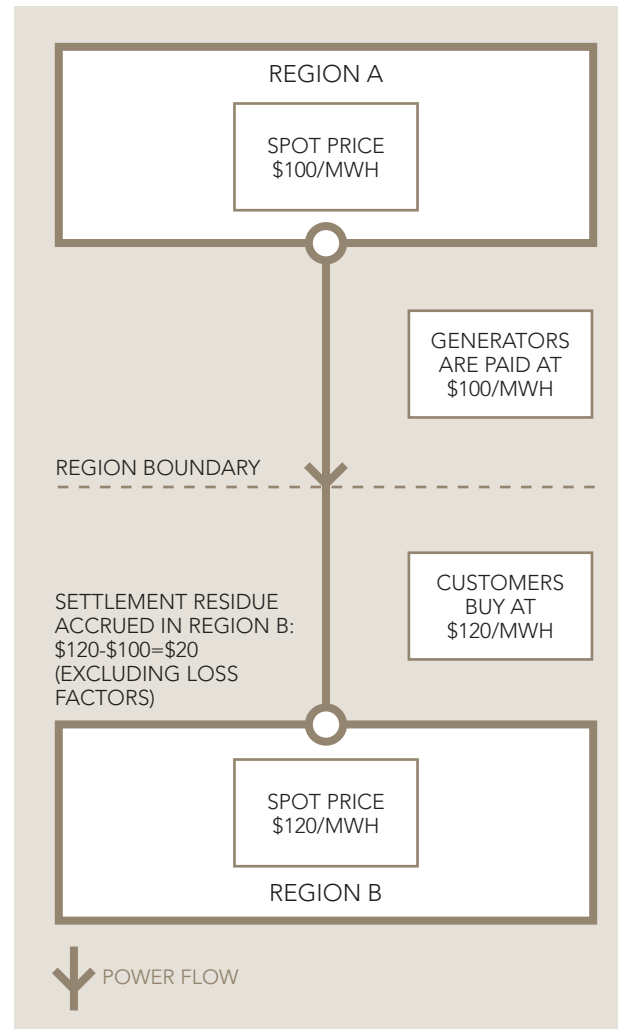 REGION A
SPOT PRICE
$100/MWH
GENERATORS
ARE PAID AT
$100/MWH
REGION BOUNDARY
CUSTOMERS
BUY AT
$120/MWH
SETTLEMENT RESIDUE
ACCRUED IN REGION B:
$120-$100=$20
(EXCLUDING LOSS
FACTORS)
SPOT PRICE
$120/MWH
REGION B
POWER FLOW